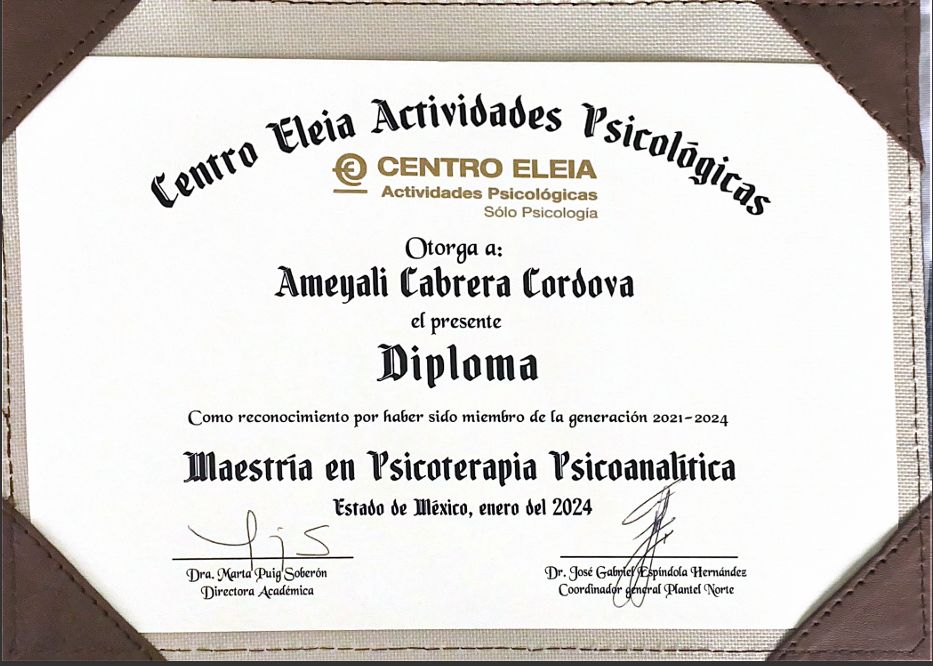 Centro Eleia Actividades Psicológicas
CENTRO ELEIA
Actividades Psicológicas
Sólo Psicología
Otorga a:
Ameyali Cabrera Cordova
el presente
Diploma
Como reconocimiento por haber sido miembro de la generación 2021-2024
Maestría en Psicoterapia Psicoanalítica
Estado de México, enero del 2024
Dra. Marta Puig Soberón
Directora Académica
Dr. José Gabriel Espíndola Hernández
Coordinador general Plantel Norte